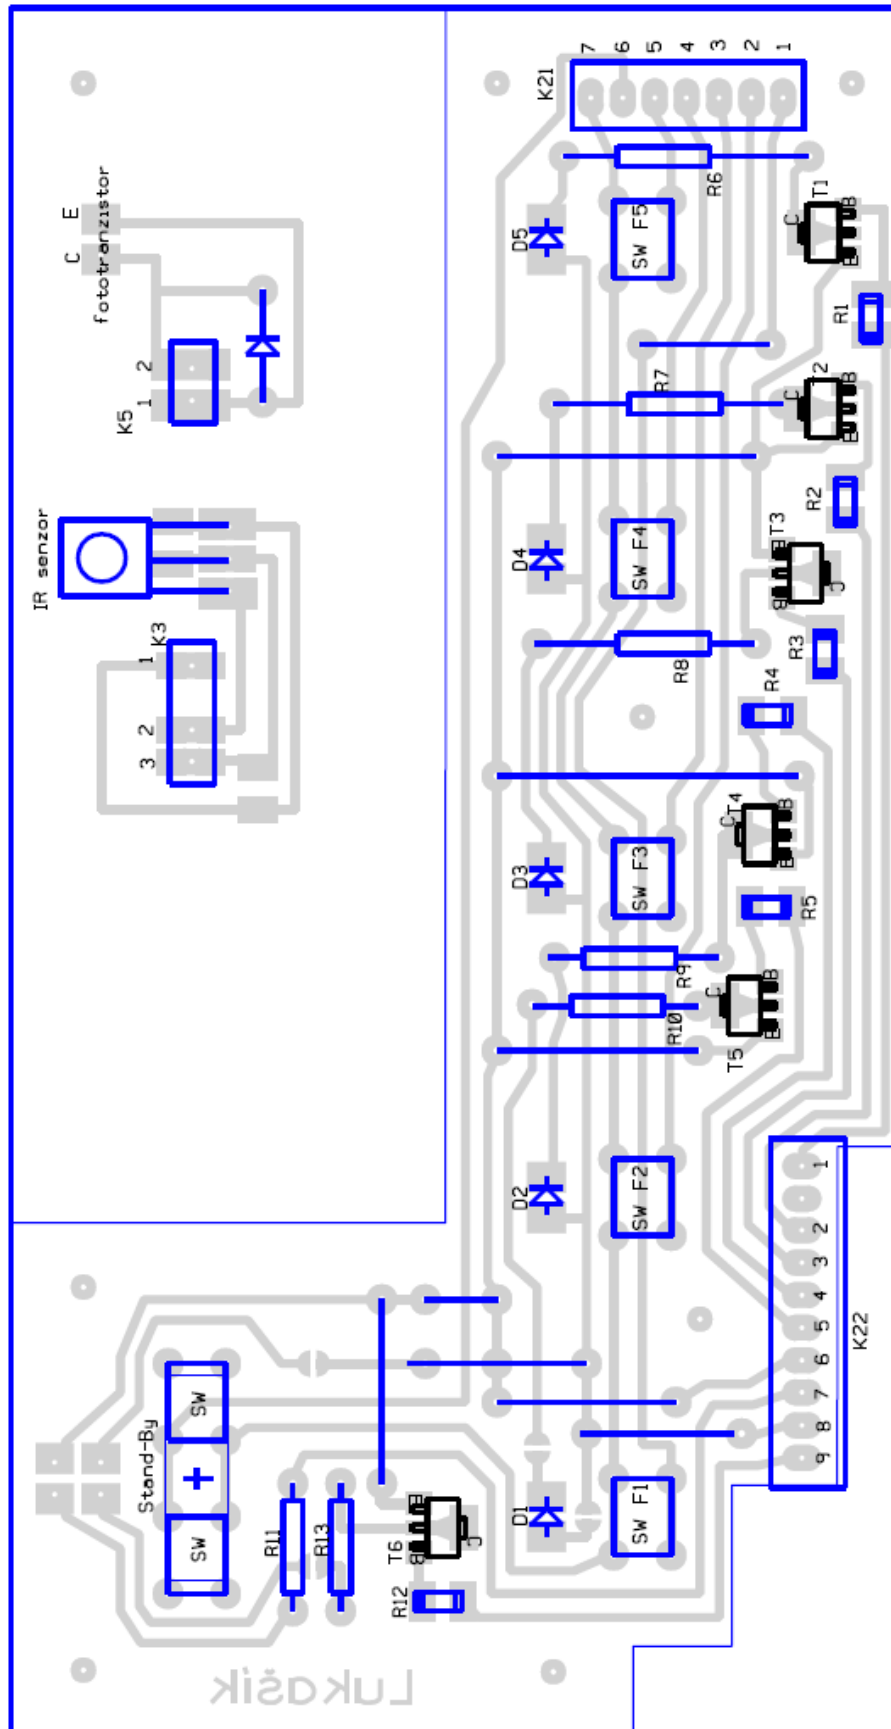 7 6 5 4 3 2 1
K21
R6
E
C
fototranzistor
D5
SW F5
T1
C
B
E
R1
2
1
K5
R7
T2
C
B
E
R2
IR senzor
D4
SW F4
T3
E
B
C
K3
1
2
3
R8
R3
R4
D3
SW F3
T4
C
B
E
R5
R9
R10
T5
C
B
E
D2
SW F2
1
2
3
4
5
6
7
8
9
K22
Stand-By
SW
SW
R11
R13
T6
E
B
C
D1
SW F1
R12
Lukašík